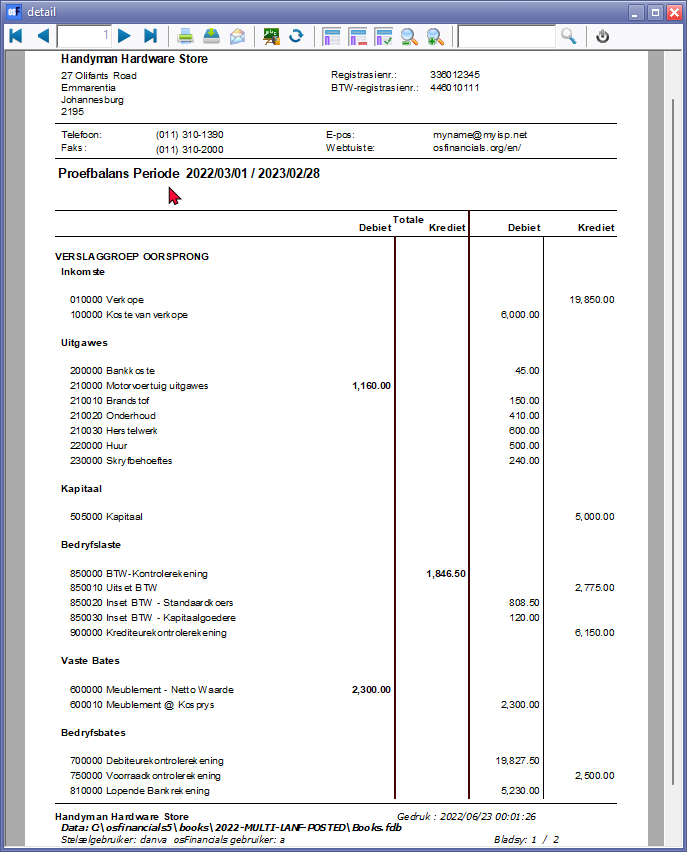 detail
1
Handyman Hardware Store
27 Olifants Road Registrasienr.: 336012345
Emmarentia BTW-registrasienr.: 446010111
Johannesburg
2195
Telefoon: (011) 310-1390 E-pos: myname@myisp.net
Faks: (011) 310-2000 Webtuiste: osfinancials.org/en/
Proefbalans Periode 2022/03/01 / 2023/02/28
Totale
Debiet Krediet Debiet Krediet
VERSLAGGROEP OORSPRONG
Inkomste
010000 Verkope 19,850.00
100000 Koste van verkope 6,000.00
Uitgawes
200000 Bankkoste 45.00
210000 Motorvoertuig uitgawes 1,160.00
210010 Brandstof 150.00
210020 Onderhoud 410.00
210030 Herstelwerk 600.00
220000 Huur 500.00
230000 Skryfbehoeftes 240.00
Kapitaal
505000 Kapitaal 5,000.00
Bedryfslaste
850000 BTW-Kontrolerekening 1,846.50
850010 Uitset BTW 2,775.00
850020 Inset BTW - Standaardkoers 808.50
850030 Inset BTW - Kapitaalgoedere 120.00
900000 Krediteurekontrolerekening 6,150.00
Vaste Bates
600000 Meublement - Netto Waarde 2,300.00
600010 Meublement @ Kosprys 2,300.00
Bedryfsbates
700000 Debiteurekontrolerekening 19,827.50
750000 Voorraadkontrolerekening 2,500.00
810000 Lopende Bankrekening 5,230.00
Handyman Hardware Store Gedruk : 2022/06/23 00:01:26
Data: C:\osfinancials5\books\2022-MULTI-LANF-POSTED\Books.fdb
Stelselgebruiker: danva osFinancials gebruiker: a Bladsy: 1 / 2